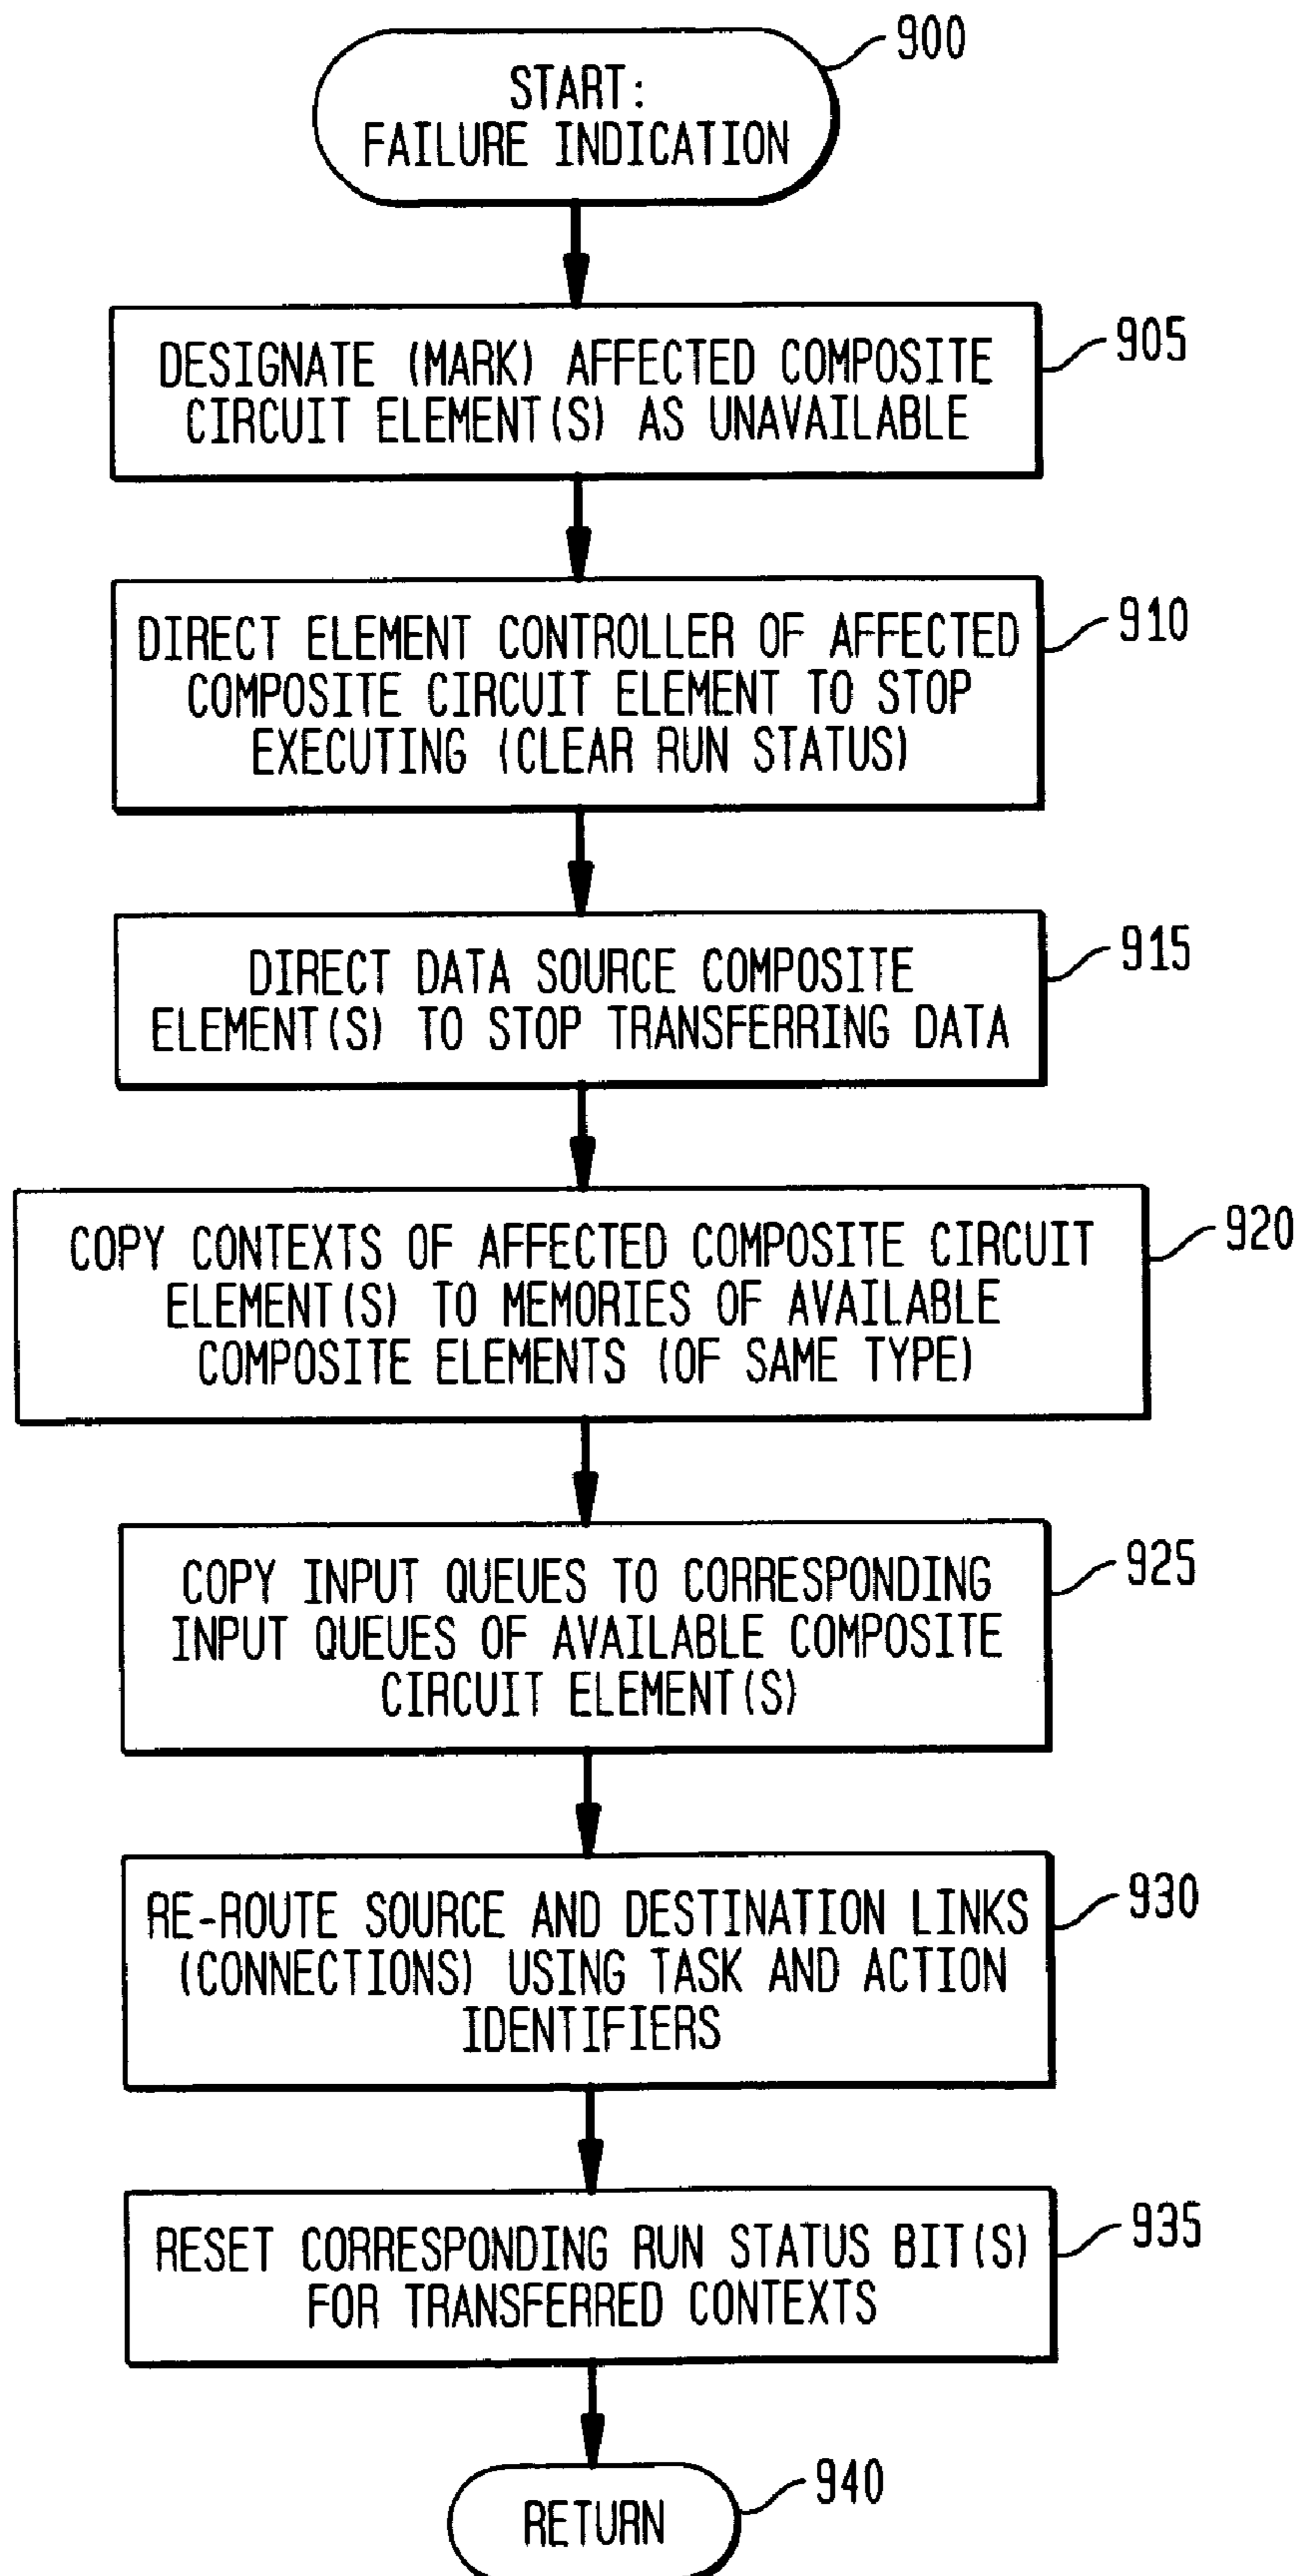 900
START:
FAILURE INDICATION
905
DESIGNATE (MARK) AFFECTED COMPOSITE
CIRCUIT ELEMENT(S) AS UNAVAILABLE
910
DIRECT ELEMENT CONTROLLER OF AFFECTED
COMPOSITE CIRCUIT ELEMENT TO STOP
EXECUTING (CLEAR RUN STATUS)
915
DIRECT DATA SOURCE COMPOSITE
ELEMENT(S) TO STOP TRANSFERRING DATA
920
COPY CONTEXTS OF AFFECTED COMPOSITE CIRCUIT
ELEMENT(S) TO MEMORIES OF AVAILABLE
COMPOSITE ELEMENTS (OF SAME TYPE)
925
COPY INPUT QUEUES TO CORRESPONDING
INPUT QUEUES OF AVAILABLE COMPOSITE
CIRCUIT ELEMENT(S)
930
RE-ROUTE SOURCE AND DESTINATION LINKS
(CONNECTIONS) USING TASK AND ACTION
IDENTIFIERS
935
RESET CORRESPONDING RUN STATUS BIT(S)
FOR TRANSFERRED CONTEXTS
940
RETURN